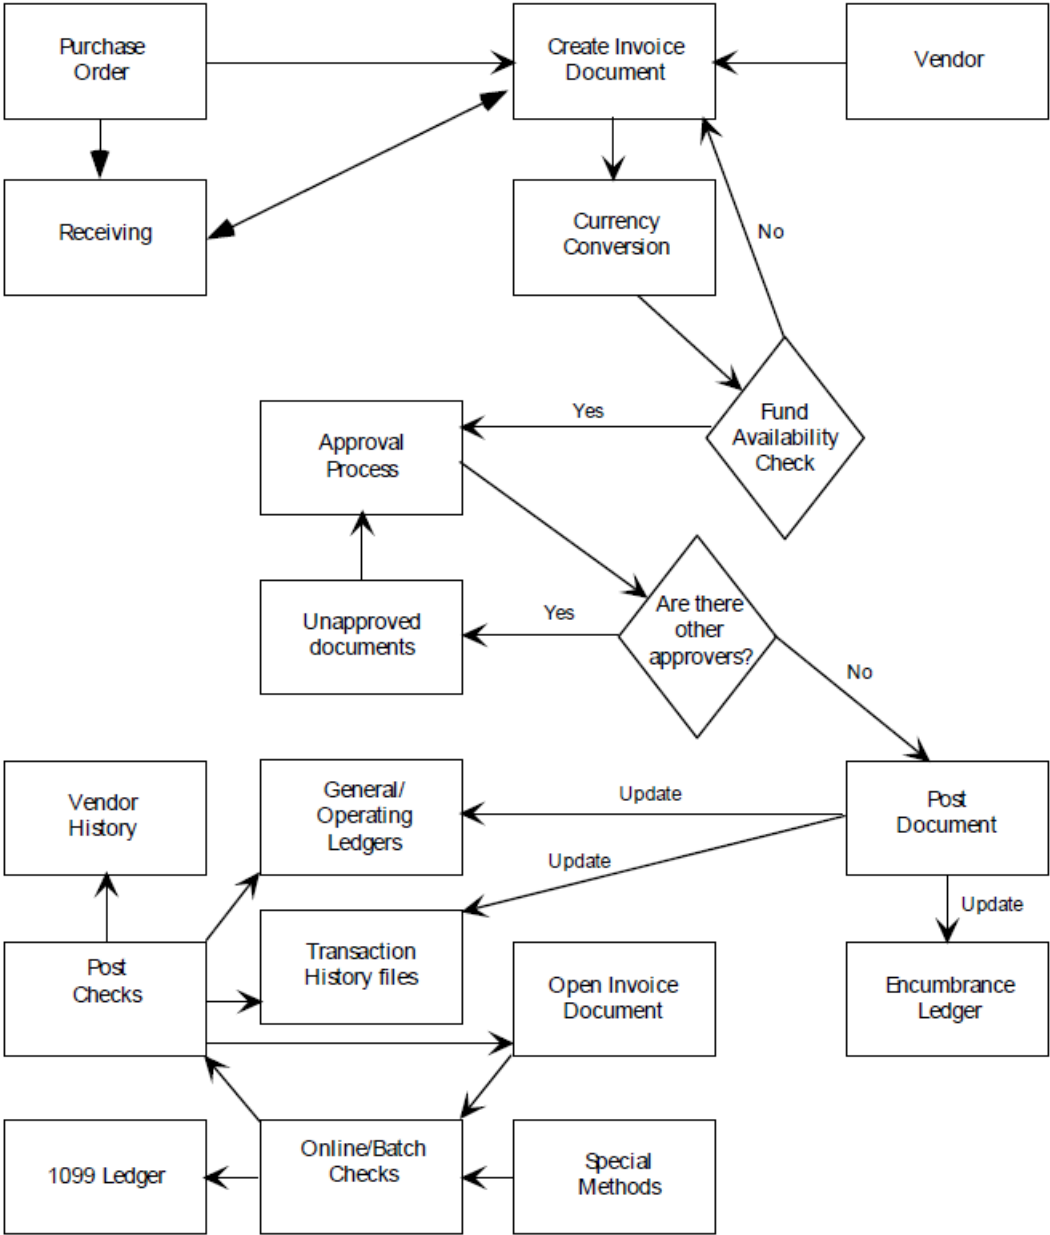 Purchase
Order
Create Invoice
Document
Vendor
Receiving
Currency
Conversion
No
Fund
Availability
Check
Yes
Approval
Process
Are there
other
approvers?
Yes
Unapproved
documents
No
Vendor
History
General/
Operating
Ledgers
Update
Post
Document
Update
Update
Post
Checks
Transaction
History files
Open Invoice
Document
Encumbrance
Ledger
1099 Ledger
Online/Batch
Checks
Special
Methods